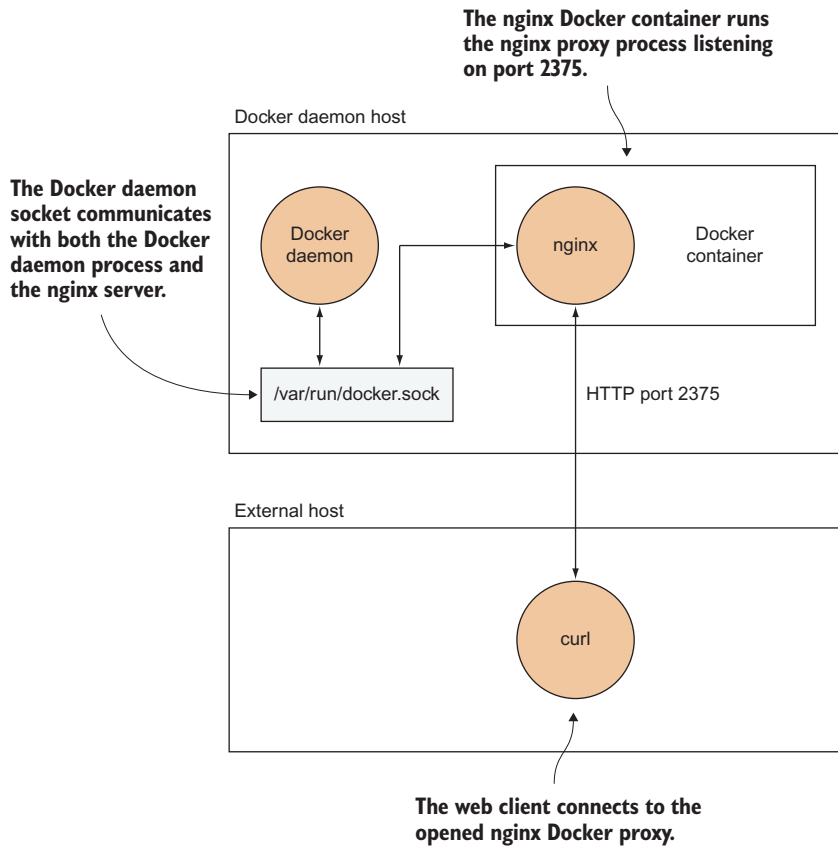 The nginx Docker container runs
the nginx proxy process listening
on port 2375.
Docker daemon host
The Docker daemon
socket communicates
with both the Docker
daemon process and
the nginx server.
Docker
daemon
nginx
Docker
container
/var/run/docker.sock
HTTP port 2375
External host
curl
The web client connects to the
opened nginx Docker proxy.